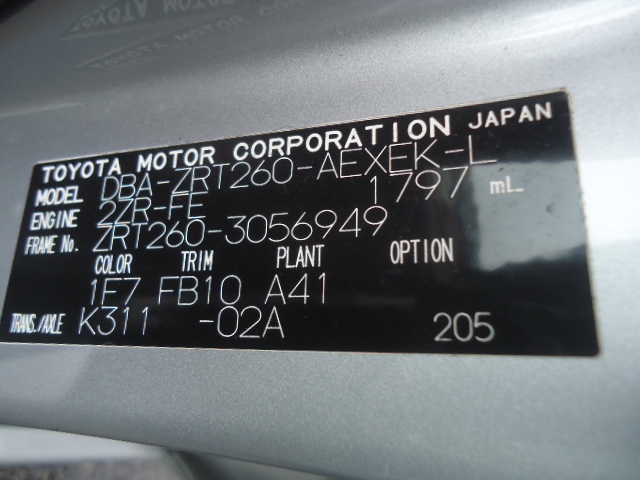 TOYOTA MOTOR CORPORATION JAPAN
MODEL DBA-ZRT260-AEXEK-L
ENGINE 2ZR-FE 1797 mL
FRAME No. ZRT260-3056949
COLOR TRIM PLANT OPTION
1F7 FB10 A41
TRANS./AXLE K311 -02A 205